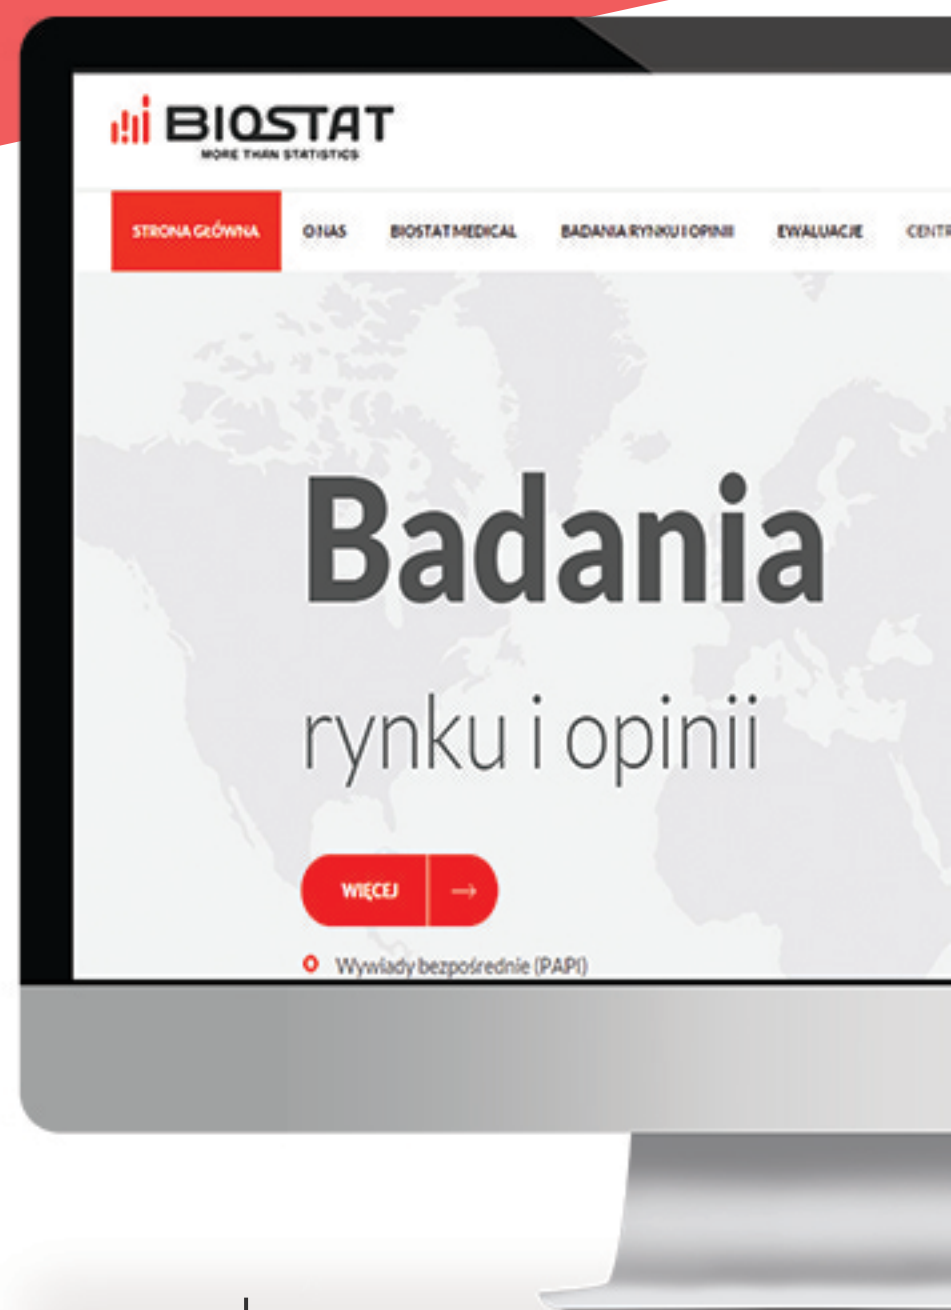 BIOSTAT
MORE THAN STATISTICS
STRONA GŁÓWNA O NAS BIOSTAT MEDICAL BADANIA RYNKU I OPINII EWALUACJE CENTR
Badania
rynku i opinii
WIĘCEJ
Wywiady bezpośrednie (PAPI)